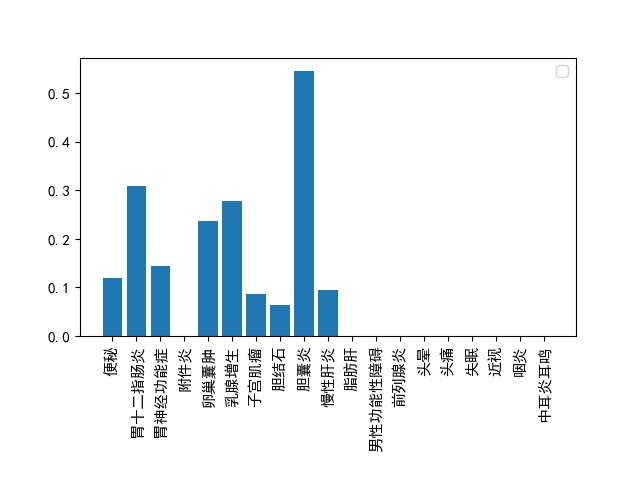 0.5
0.4
0.3
0.2
0.1
0.0
便秘
胃十二指肠炎
胃神经功能症
附件炎
卵巢囊肿
乳腺增生
子宫肌瘤
胆结石
胆囊炎
慢性肝炎
脂肪肝
男性功能性障碍
前列腺炎
头晕
头痛
失眠
近视
咽炎
中耳炎耳鸣